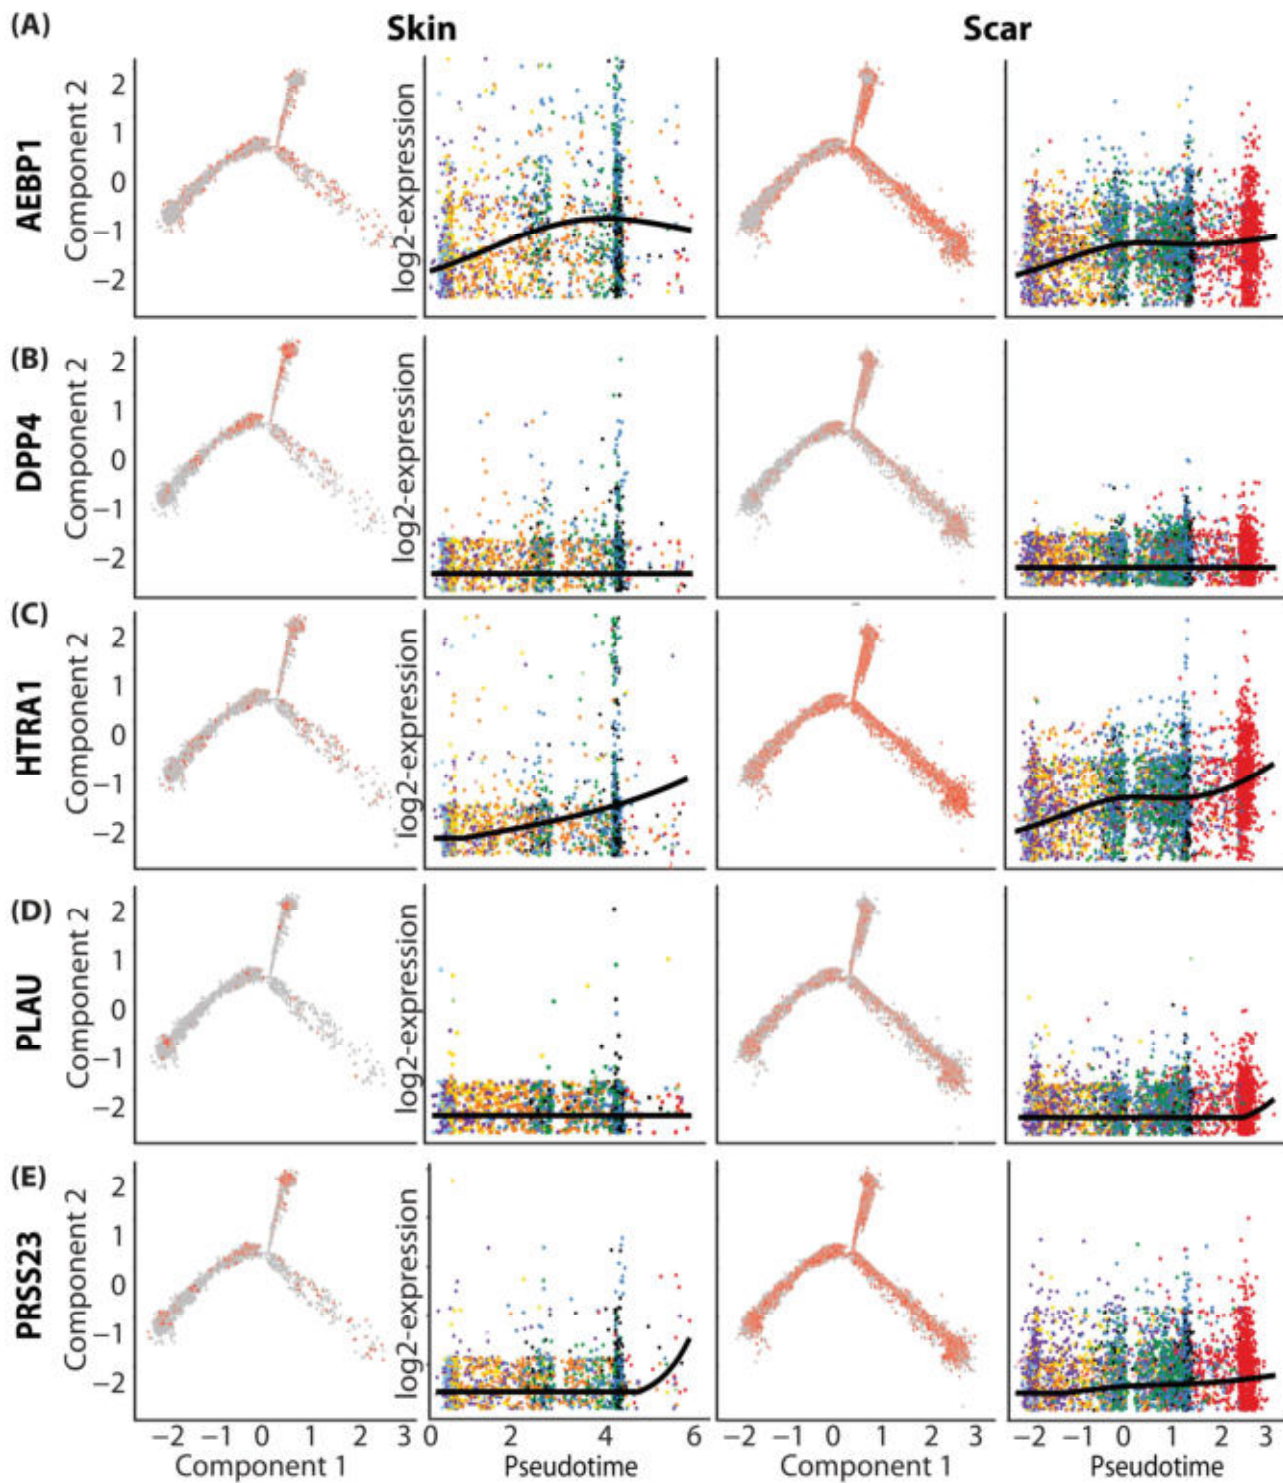 (A) Skin Scar
AEBP1
Component 2
2
1
0
−1
−2
log2-expression
(B)
DPP4
Component 2
2
1
0
−1
−2
log2-expression
(C)
HTRA1
Component 2
2
1
0
−1
−2
log2-expression
(D)
PLAU
Component 2
2
1
0
−1
−2
log2-expression
(E)
PRSS23
Component 2
2
1
0
−1
−2
log2-expression
−2 −1 0 1 2 3 0 2 4 6 −2 −1 0 1 2 3 −2 −1 0 1 2 3
Component 1 Pseudotime Component 1 Pseudotime